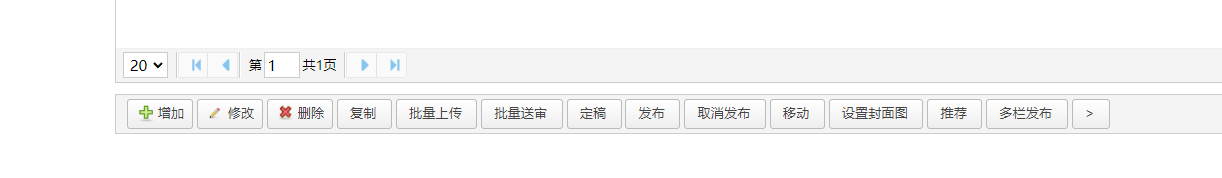 20 第 1 共1页
增加 修改 删除 复制 批量上传 批量送审 定稿 发布 取消发布 移动 设置封面图 推荐 多栏发布 >